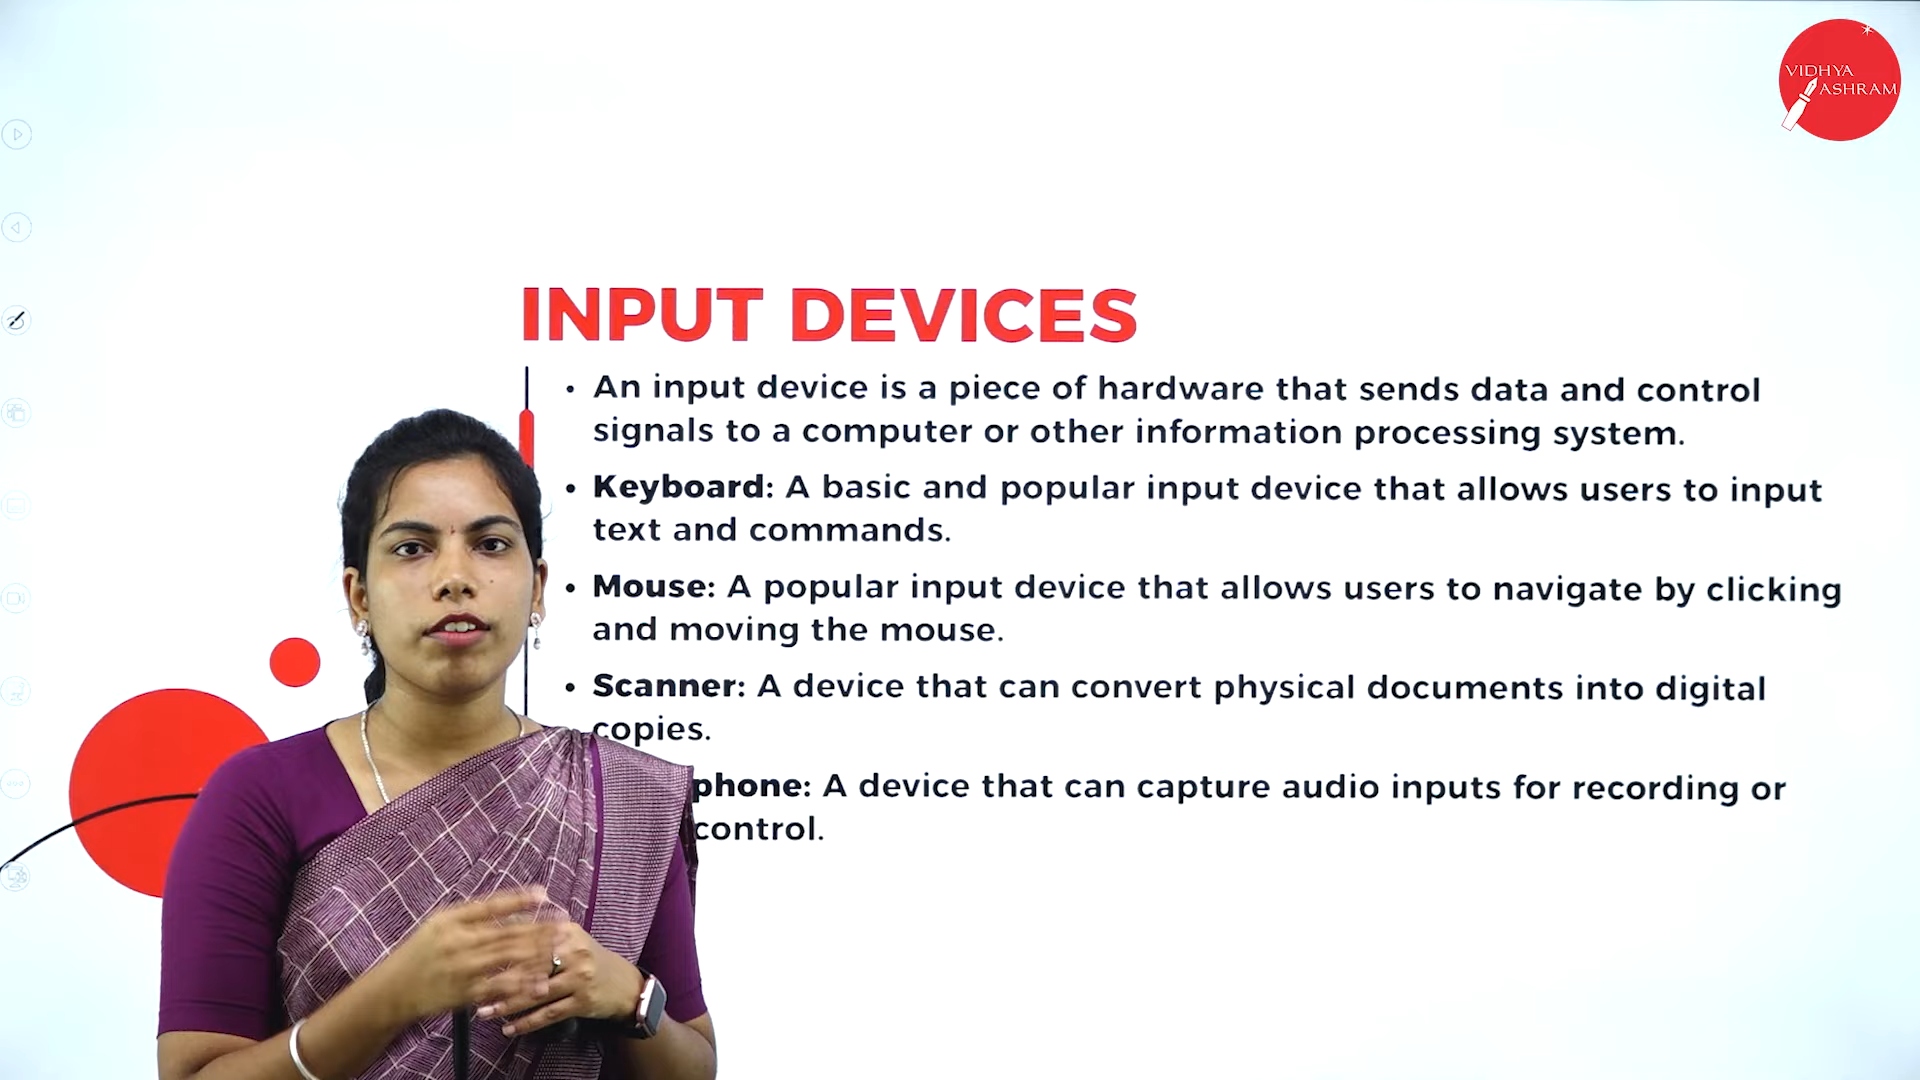 VIDHYA
ASHRAM
INPUT DEVICES
• An input device is a piece of hardware that sends data and control
signals to a computer or other information processing system.
• Keyboard: A basic and popular input device that allows users to input
text and commands.
• Mouse: A popular input device that allows users to navigate by clicking
and moving the mouse.
• Scanner: A device that can convert physical documents into digital
copies.
phone: A device that can capture audio inputs for recording or
control.